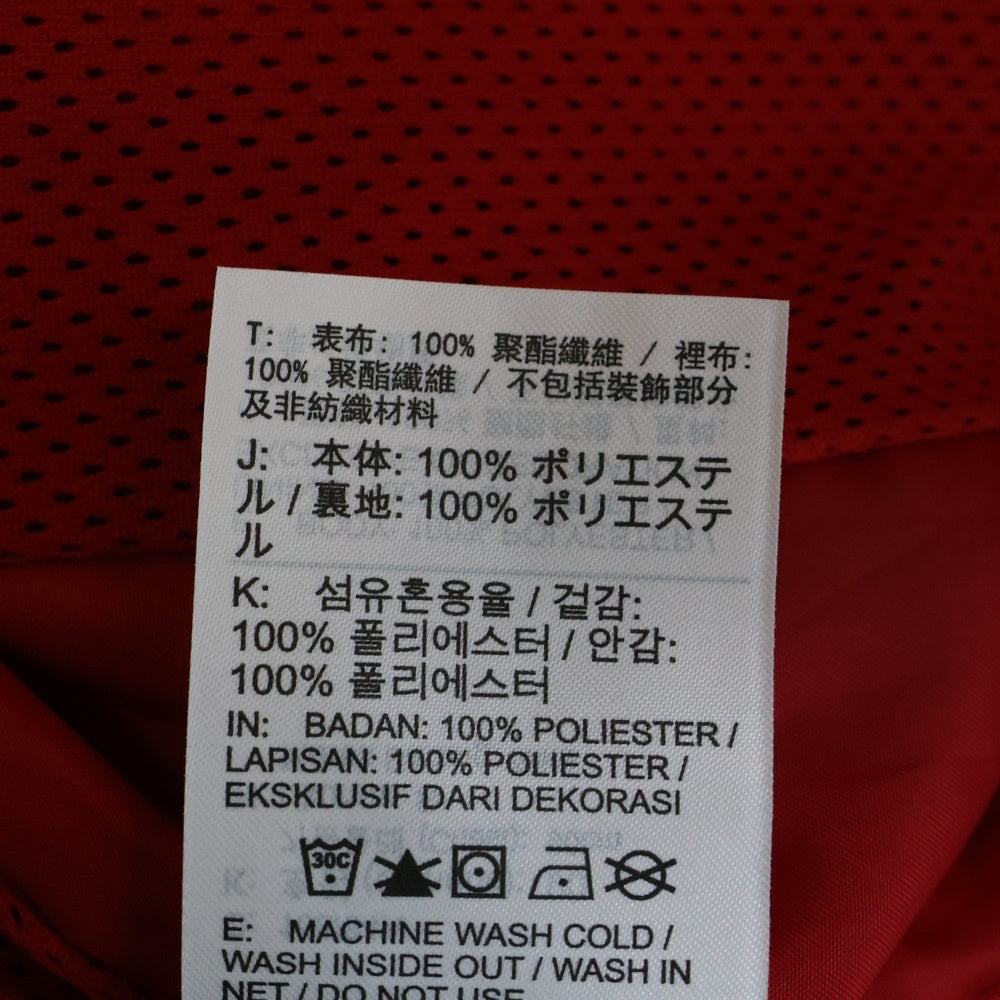 T: 表布: 100% 聚酯纖維 / 裡布:
100% 聚酯纖維 / 不包括裝飾部分
及非紡織材料
J: 本体: 100% ポリエステ
ル / 裏地: 100% ポリエステ
ル
K: 섬유혼용율 / 겉감:
100% 폴리에스터 / 안감:
100% 폴리에스터
IN: BADAN: 100% POLIESTER /
LAPISAN: 100% POLIESTER /
EKSKLUSIF DARI DEKORASI
30C
E: MACHINE WASH COLD /
WASH INSIDE OUT / WASH IN
NET / DO NOT USE